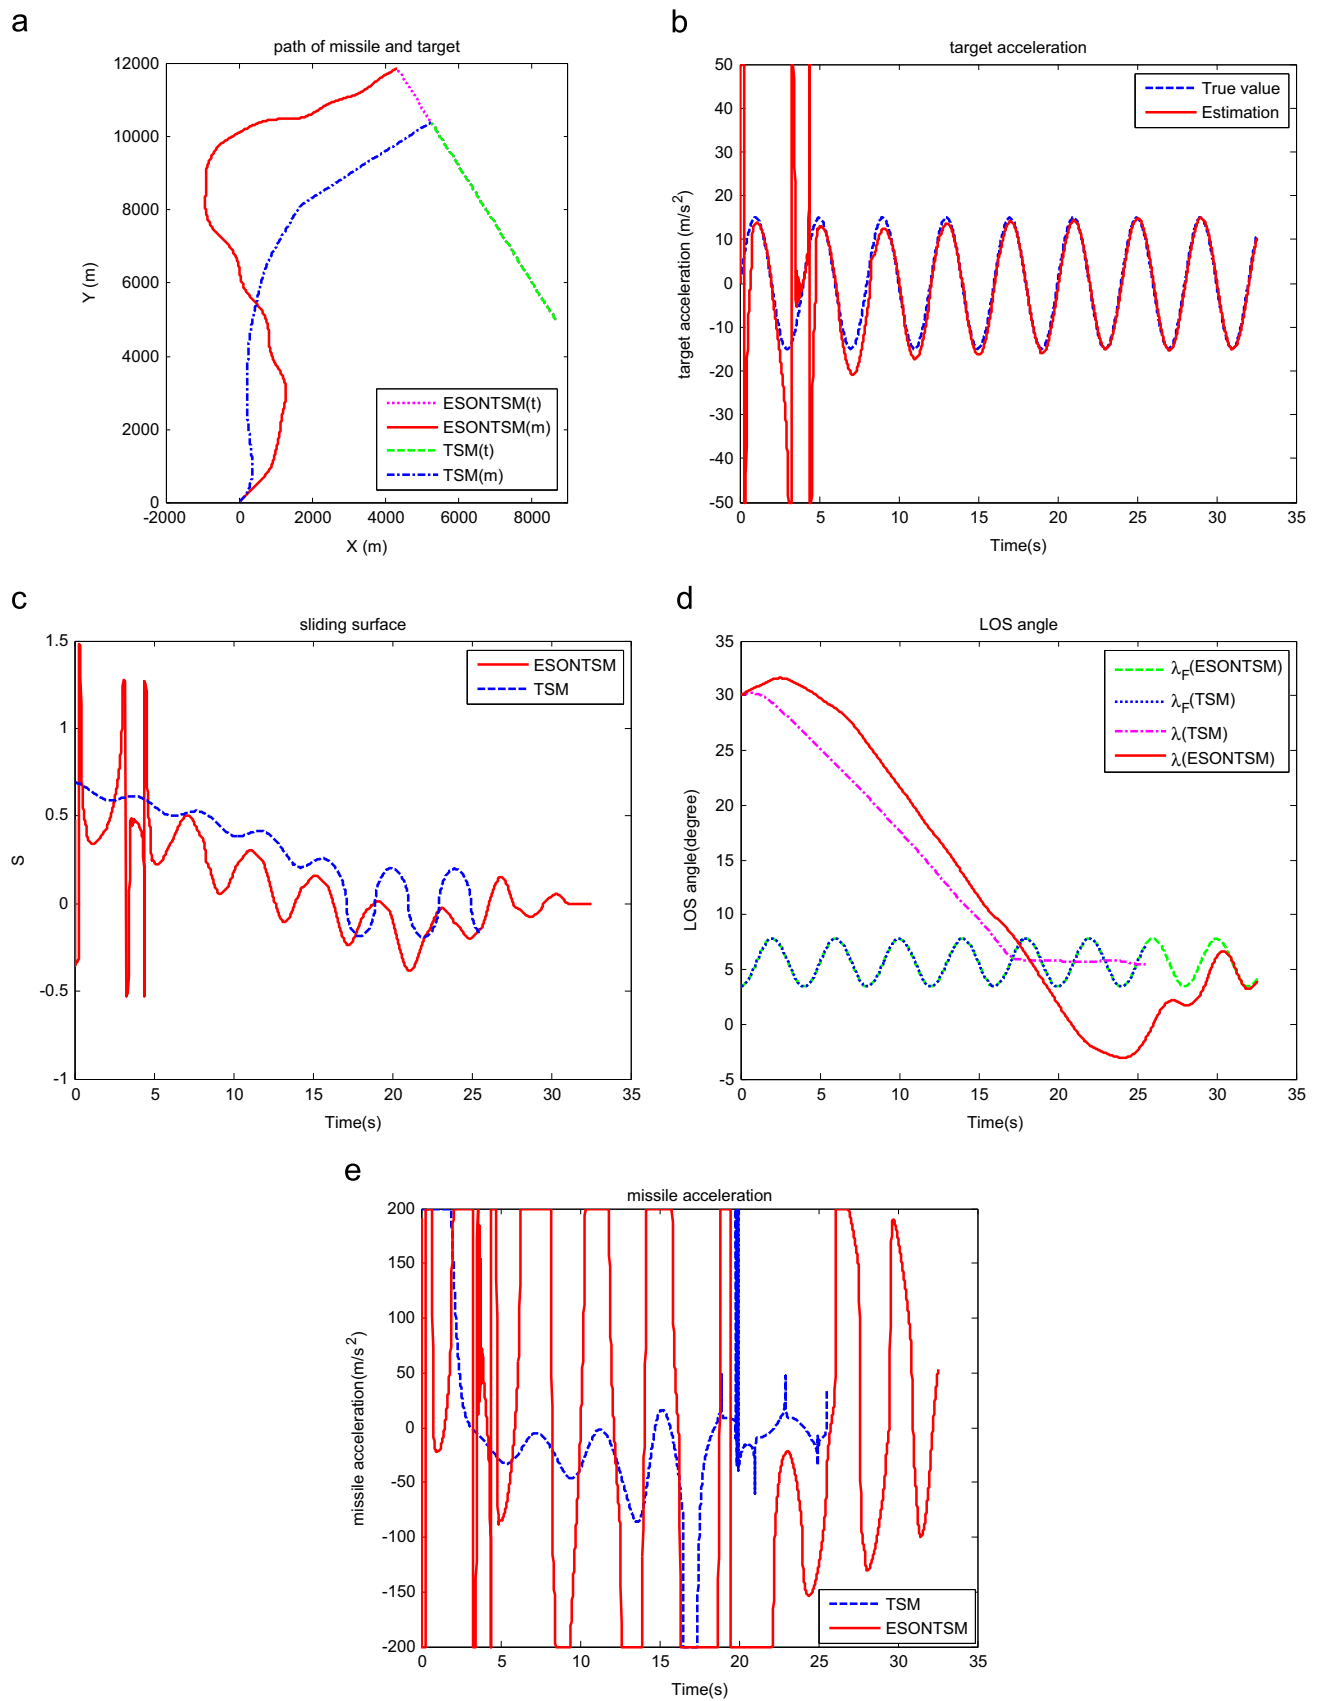 a
path of missile and target
12000
10000
8000
6000
4000
2000
0
Y (m)
-2000 0 2000 4000 6000 8000
X (m)
ESONTSM(t)
ESONTSM(m)
TSM(t)
TSM(m)
b
target acceleration
50
40
30
20
10
0
-10
-20
-30
-40
-50
target acceleration (m/s²)
0 5 10 15 20 25 30 35
Time(s)
True value
Estimation
c
sliding surface
1.5
1
0.5
0
-0.5
-1
S
0 5 10 15 20 25 30 35
Time(s)
ESONTSM
TSM
d
LOS angle
35
30
25
20
15
10
5
0
-5
LOS angle(degree)
0 5 10 15 20 25 30 35
Time(s)
λF(ESONTSM)
λF(TSM)
λ(TSM)
λ(ESONTSM)
e
missile acceleration
200
150
100
50
0
-50
-100
-150
-200
missile acceleration(m/s²)
0 5 10 15 20 25 30 35
Time(s)
TSM
ESONTSM